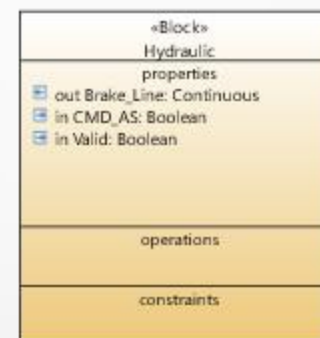 «Block»
Hydraulic
properties
out Brake_Line: Continuous
in CMD_AS: Boolean
in Valid: Boolean
operations
constraints